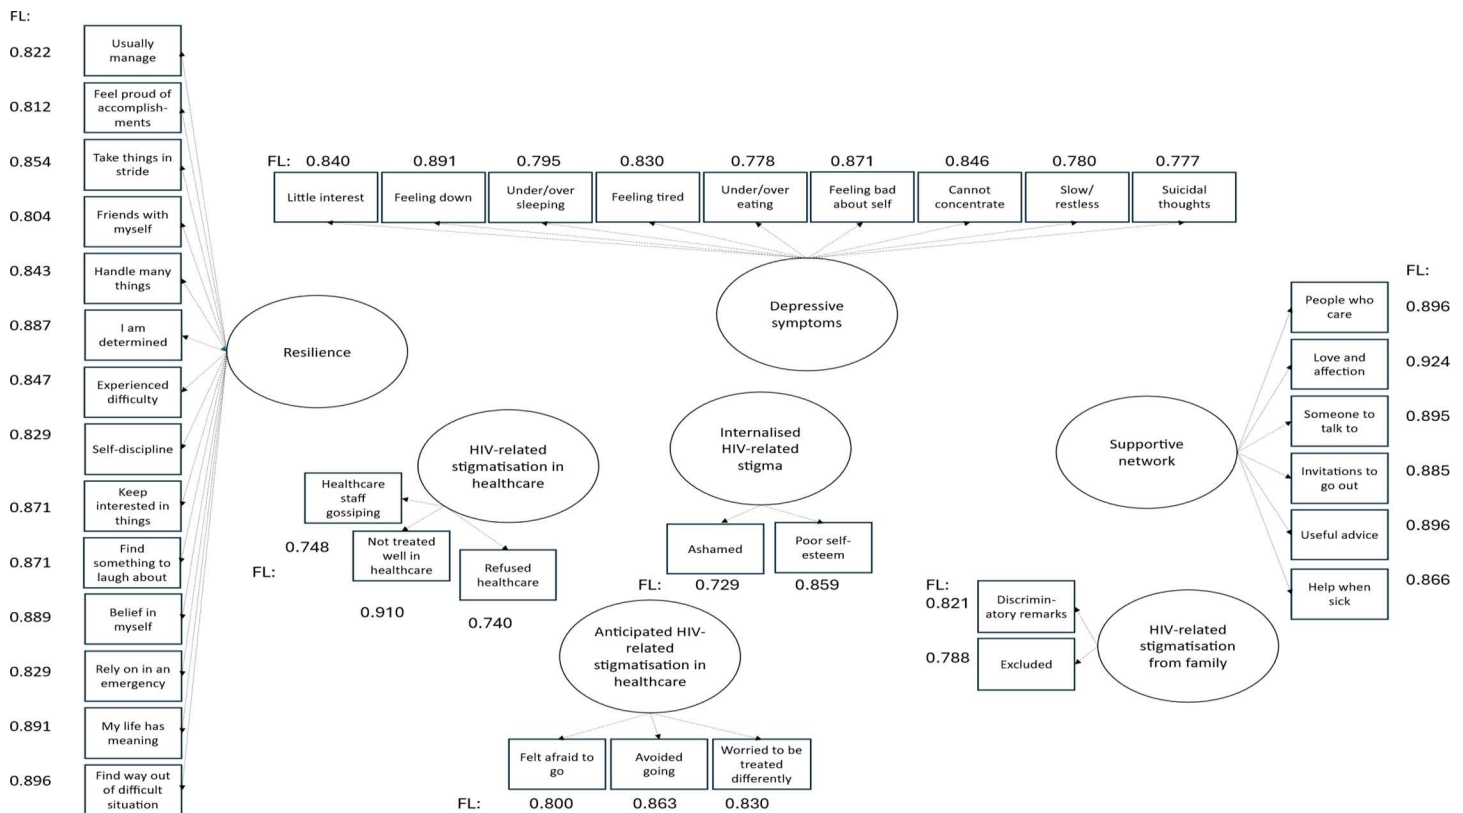 FL:
0.822
Usually
manage
0.812
Feel proud of
accomplish-
ments
0.854
Take things in
stride
0.804
Friends with
myself
0.843
Handle many
things
0.887
I am
determined
0.847
Experienced
difficulty
0.829
Self-discipline
0.871
Keep
interested in
things
0.871
Find
something to
laugh about
0.889
Belief in
myself
0.829
Rely on in an
emergency
0.891
My life has
meaning
0.896
Find way out
of difficult
situation
Resilience
FL: 0.840 0.891 0.795 0.830 0.778 0.871 0.846 0.780 0.777
Little interest
Feeling down
Under/over
sleeping
Feeling tired
Under/over
eating
Feeling bad
about self
Cannot
concentrate
Slow/
restless
Suicidal
thoughts
Depressive
symptoms
HIV-related
stigmatisation in
healthcare
Healthcare
staff
gossiping
Not treated
well in
healthcare
Refused
healthcare
FL:
0.748
0.910
0.740
Internalised
HIV-related
stigma
Ashamed
Poor self-
esteem
FL: 0.729 0.859
Anticipated HIV-
related
stigmatisation in
healthcare
Felt afraid to
go
Avoided
going
Worried to be
treated
differently
FL: 0.800 0.863 0.830
Supportive
network
FL:
People who
care
0.896
Love and
affection
0.924
Someone to
talk to
0.895
Invitations to
go out
0.885
Useful advice
0.896
Help when
sick
0.866
FL:
0.821
Discrimin-
atory remarks
0.788
Excluded
HIV-related
stigmatisation
from family